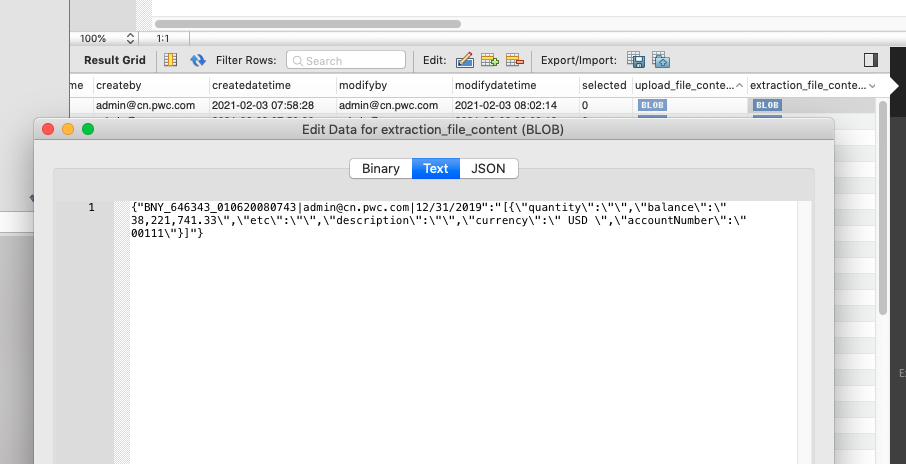 100% 1:1
Result Grid Filter Rows: Search Edit: Export/Import:
me createby createdatetime modifyby modifydatetime selected upload_file_conte... extraction_file_conte...
admin@cn.pwc.com 2021-02-03 07:58:28 admin@cn.pwc.com 2021-02-03 08:02:14 0 BLOB BLOB
Edit Data for extraction_file_content (BLOB)
Binary Text JSON
1 {"BNY_646343_010620080743|admin@cn.pwc.com|12/31/2019":"[{\"quantity\":\"\",\"balance\":\"
38,221,741.33\",\"etc\":\"\",\"description\":\"\",\"currency\":\" USD \",\"accountNumber\":\"
00111\"}]"}